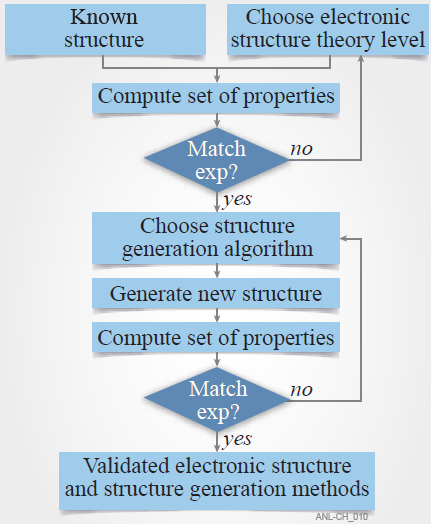 Known
structure
Choose electronic
structure theory level
Compute set of properties
Match
exp?
no
yes
Choose structure
generation algorithm
Generate new structure
Compute set of properties
Match
exp?
no
yes
Validated electronic structure
and structure generation methods
ANL-CH_010